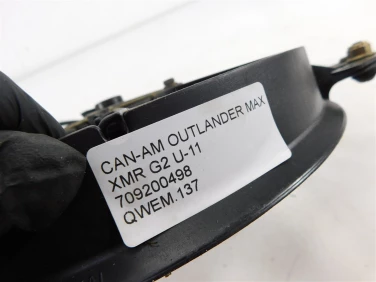 CAN-AM OUTLANDER MAX
XMR G2 U-11
709200498
QWEM.137